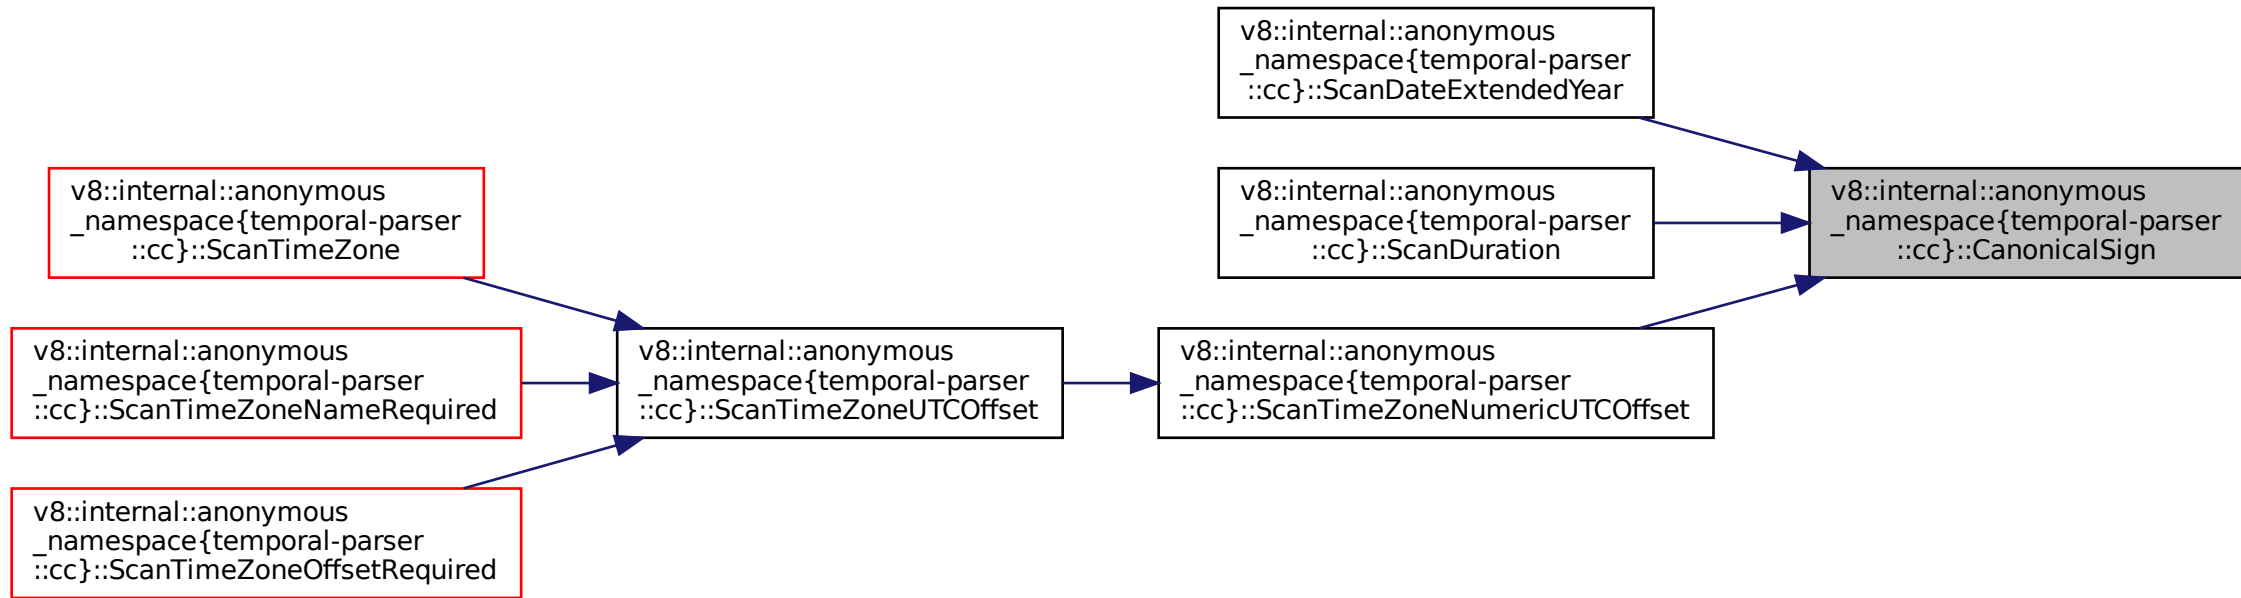 v8::internal::anonymous
_namespace{temporal-parser
::cc}::ScanDateExtendedYear
v8::internal::anonymous
_namespace{temporal-parser
::cc}::ScanTimeZone
v8::internal::anonymous
_namespace{temporal-parser
::cc}::ScanDuration
v8::internal::anonymous
_namespace{temporal-parser
::cc}::CanonicalSign
v8::internal::anonymous
_namespace{temporal-parser
::cc}::ScanTimeZoneNameRequired
v8::internal::anonymous
_namespace{temporal-parser
::cc}::ScanTimeZoneUTCOffset
v8::internal::anonymous
_namespace{temporal-parser
::cc}::ScanTimeZoneNumericUTCOffset
v8::internal::anonymous
_namespace{temporal-parser
::cc}::ScanTimeZoneOffsetRequired